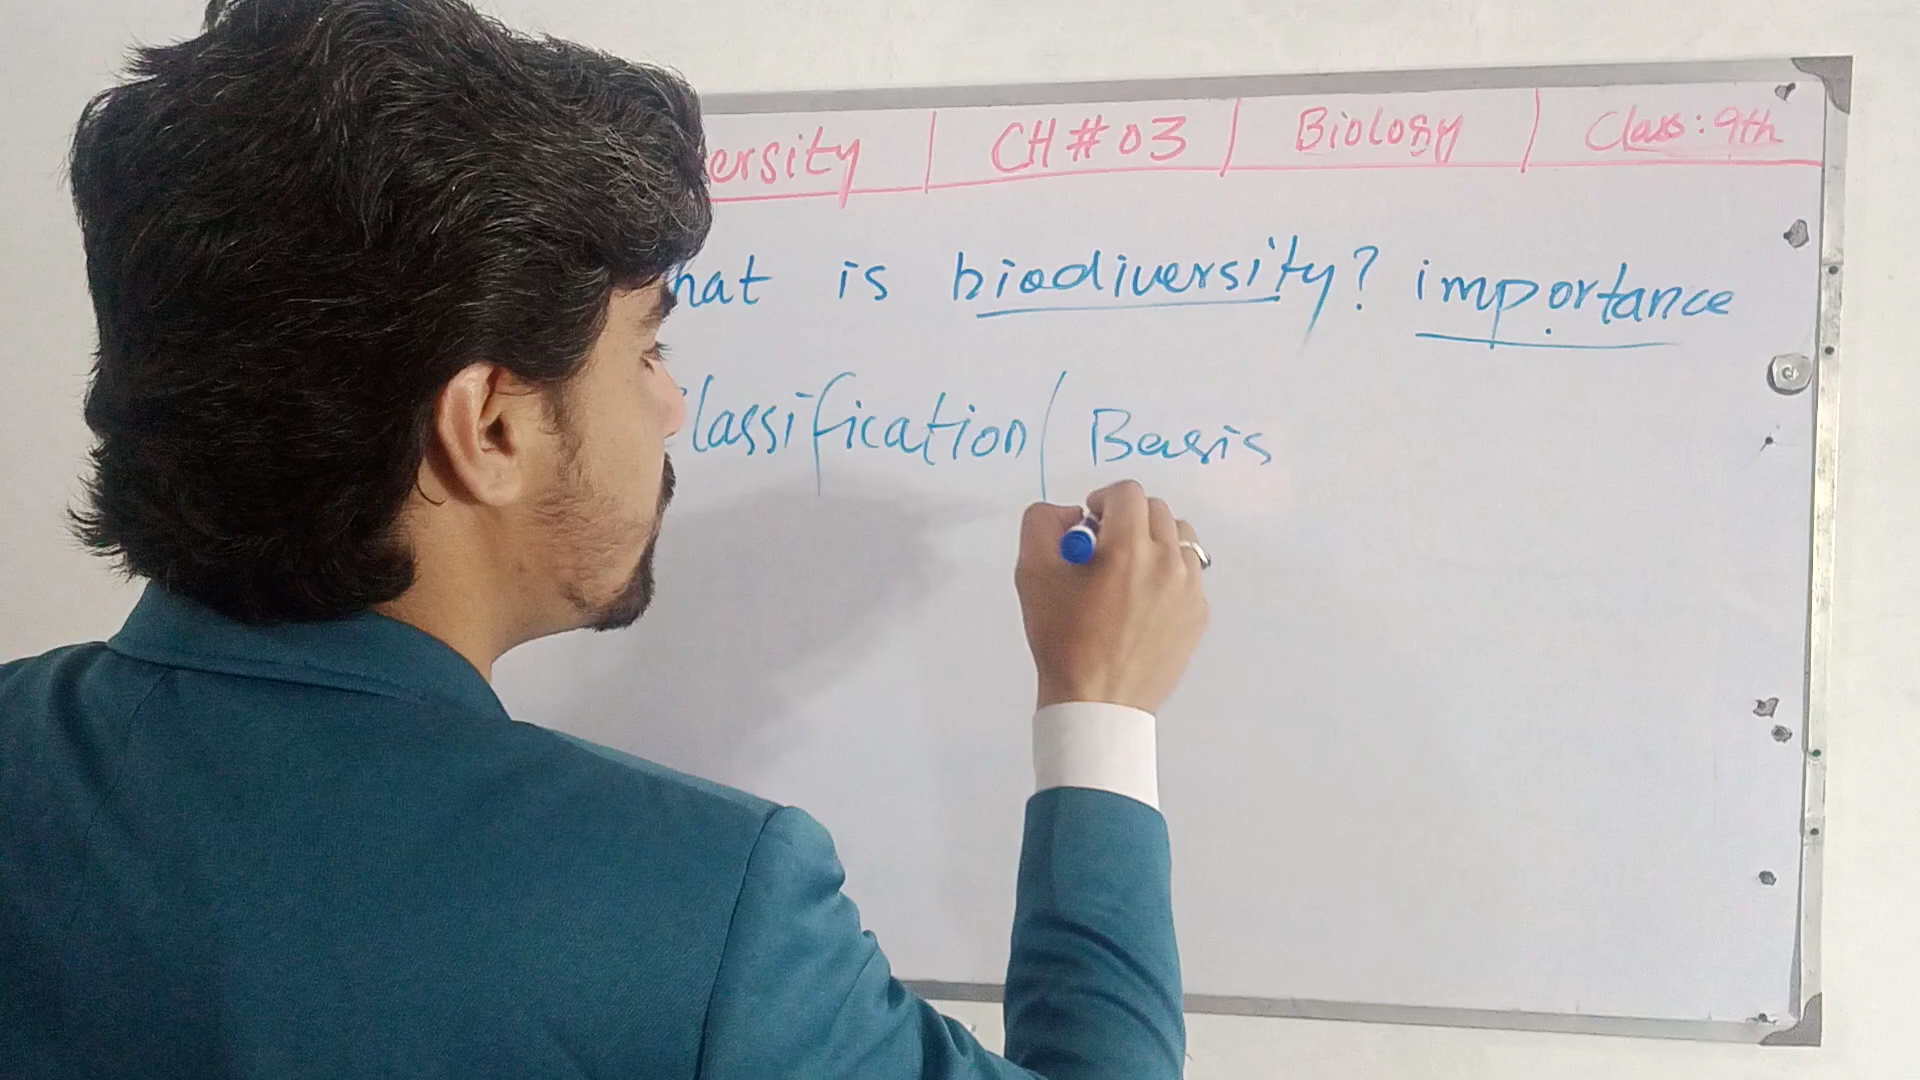 ersity | CH # 03 | Biology | Class: 9th
hat is biodiversity? importance
lassification / Basis